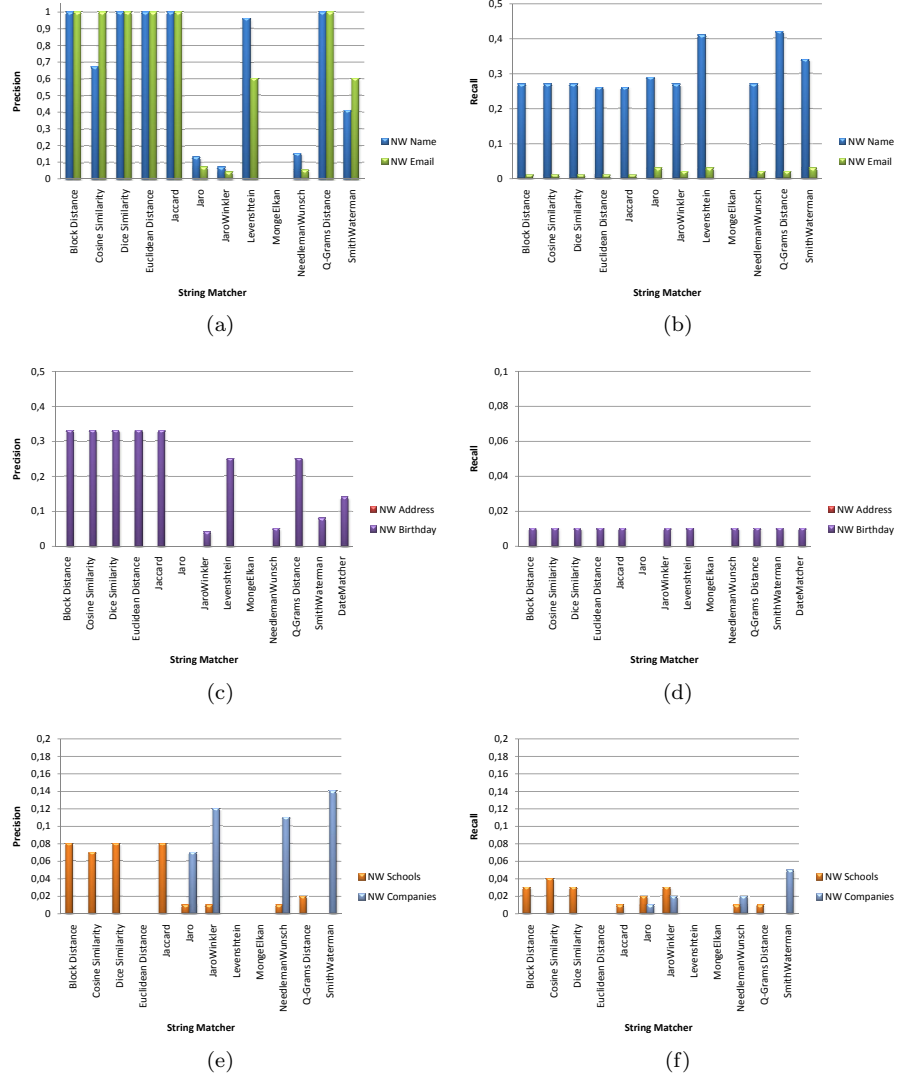 1
0,9
0,8
0,7
0,6
0,5
0,4
0,3
0,2
0,1
0
Precision
Block Distance
Cosine Similarity
Dice Similarity
Euclidean Distance
Jaccard
Jaro
JaroWinkler
Levenshtein
MongeElkan
NeedlemanWunsch
Q-Grams Distance
SmithWaterman
String Matcher
NW Name
NW Email
(a)
0,5
0,4
0,3
0,2
0,1
0
Recall
Block Distance
Cosine Similarity
Dice Similarity
Euclidean Distance
Jaccard
Jaro
JaroWinkler
Levenshtein
MongeElkan
NeedlemanWunsch
Q-Grams Distance
SmithWaterman
String Matcher
NW Name
NW Email
(b)
0,5
0,4
0,3
0,2
0,1
0
Precision
Block Distance
Cosine Similarity
Dice Similarity
Euclidean Distance
Jaccard
Jaro
JaroWinkler
Levenshtein
MongeElkan
NeedlemanWunsch
Q-Grams Distance
SmithWaterman
DateMatcher
String Matcher
NW Address
NW Birthday
(c)
0,1
0,08
0,06
0,04
0,02
0
Recall
Block Distance
Cosine Similarity
Dice Similarity
Euclidean Distance
Jaccard
Jaro
JaroWinkler
Levenshtein
MongeElkan
NeedlemanWunsch
Q-Grams Distance
SmithWaterman
DateMatcher
String Matcher
NW Address
NW Birthday
(d)
0,2
0,18
0,16
0,14
0,12
0,1
0,08
0,06
0,04
0,02
0
Precision
Block Distance
Cosine Similarity
Dice Similarity
Euclidean Distance
Jaccard
Jaro
JaroWinkler
Levenshtein
MongeElkan
NeedlemanWunsch
Q-Grams Distance
SmithWaterman
String Matcher
NW Schools
NW Companies
(e)
0,2
0,18
0,16
0,14
0,12
0,1
0,08
0,06
0,04
0,02
0
Recall
Block Distance
Cosine Similarity
Dice Similarity
Euclidean Distance
Jaccard
Jaro
JaroWinkler
Levenshtein
MongeElkan
NeedlemanWunsch
Q-Grams Distance
SmithWaterman
String Matcher
NW Schools
NW Companies
(f)